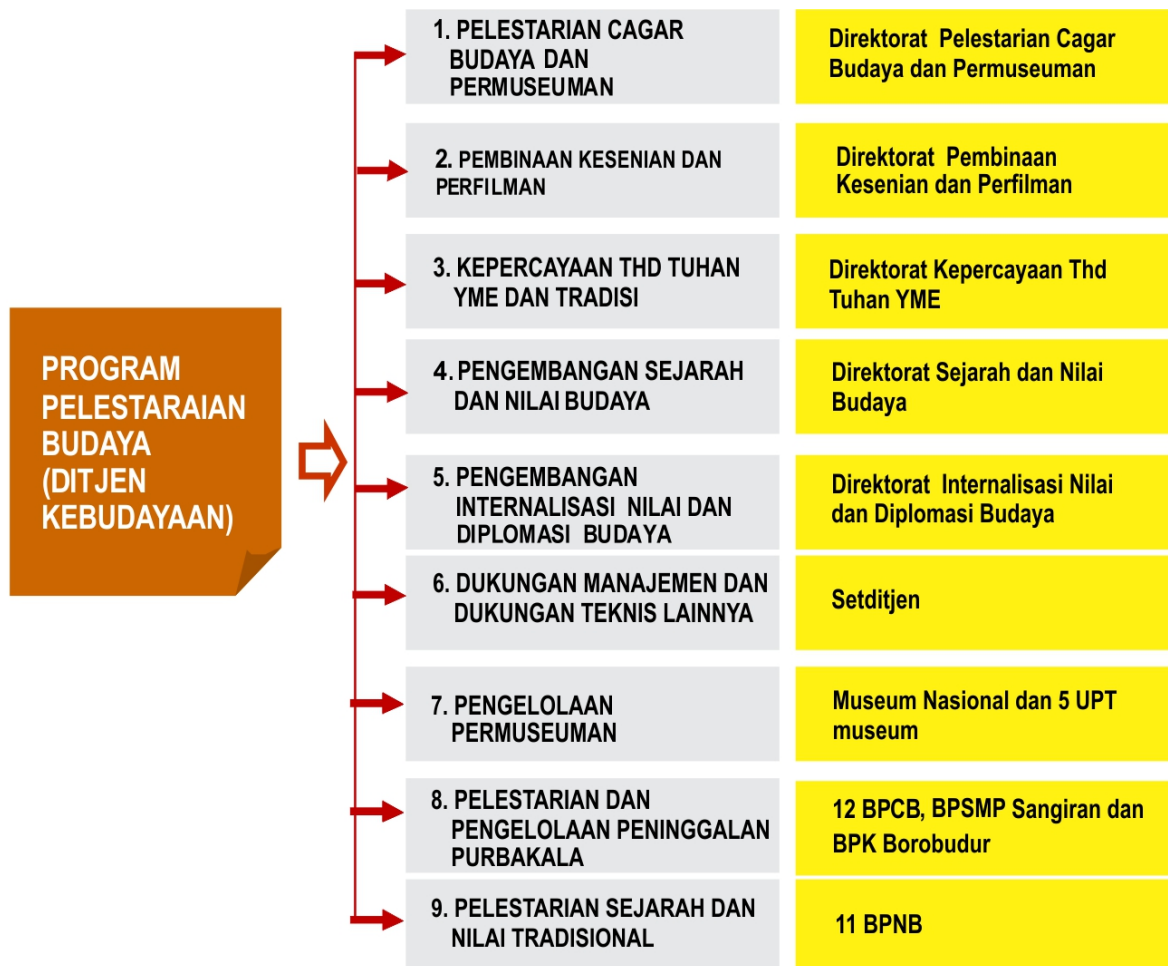 PROGRAM
PELESTARAIAN
BUDAYA
(DITJEN
KEBUDAYAAN)
1. PELESTARIAN CAGAR
BUDAYA DAN
PERMUSEUMAN
Direktorat Pelestarian Cagar
Budaya dan Permuseuman
2. PEMBINAAN KESENIAN DAN
PERFILMAN
Direktorat Pembinaan
Kesenian dan Perfilman
3. KEPERCAYAAN THD TUHAN
YME DAN TRADISI
Direktorat Kepercayaan Thd
Tuhan YME
4. PENGEMBANGAN SEJARAH
DAN NILAI BUDAYA
Direktorat Sejarah dan Nilai
Budaya
5. PENGEMBANGAN
INTERNALISASI NILAI DAN
DIPLOMASI BUDAYA
Direktorat Internalisasi Nilai
dan Diplomasi Budaya
6. DUKUNGAN MANAJEMEN DAN
DUKUNGAN TEKNIS LAINNYA
Setditjen
7. PENGELOLAAN
PERMUSEUMAN
Museum Nasional dan 5 UPT
museum
8. PELESTARIAN DAN
PENGELOLAAN PENINGGALAN
PURBAKALA
12 BPCB, BPSMP Sangiran dan
BPK Borobudur
9. PELESTARIAN SEJARAH DAN
NILAI TRADISIONAL
11 BPNB